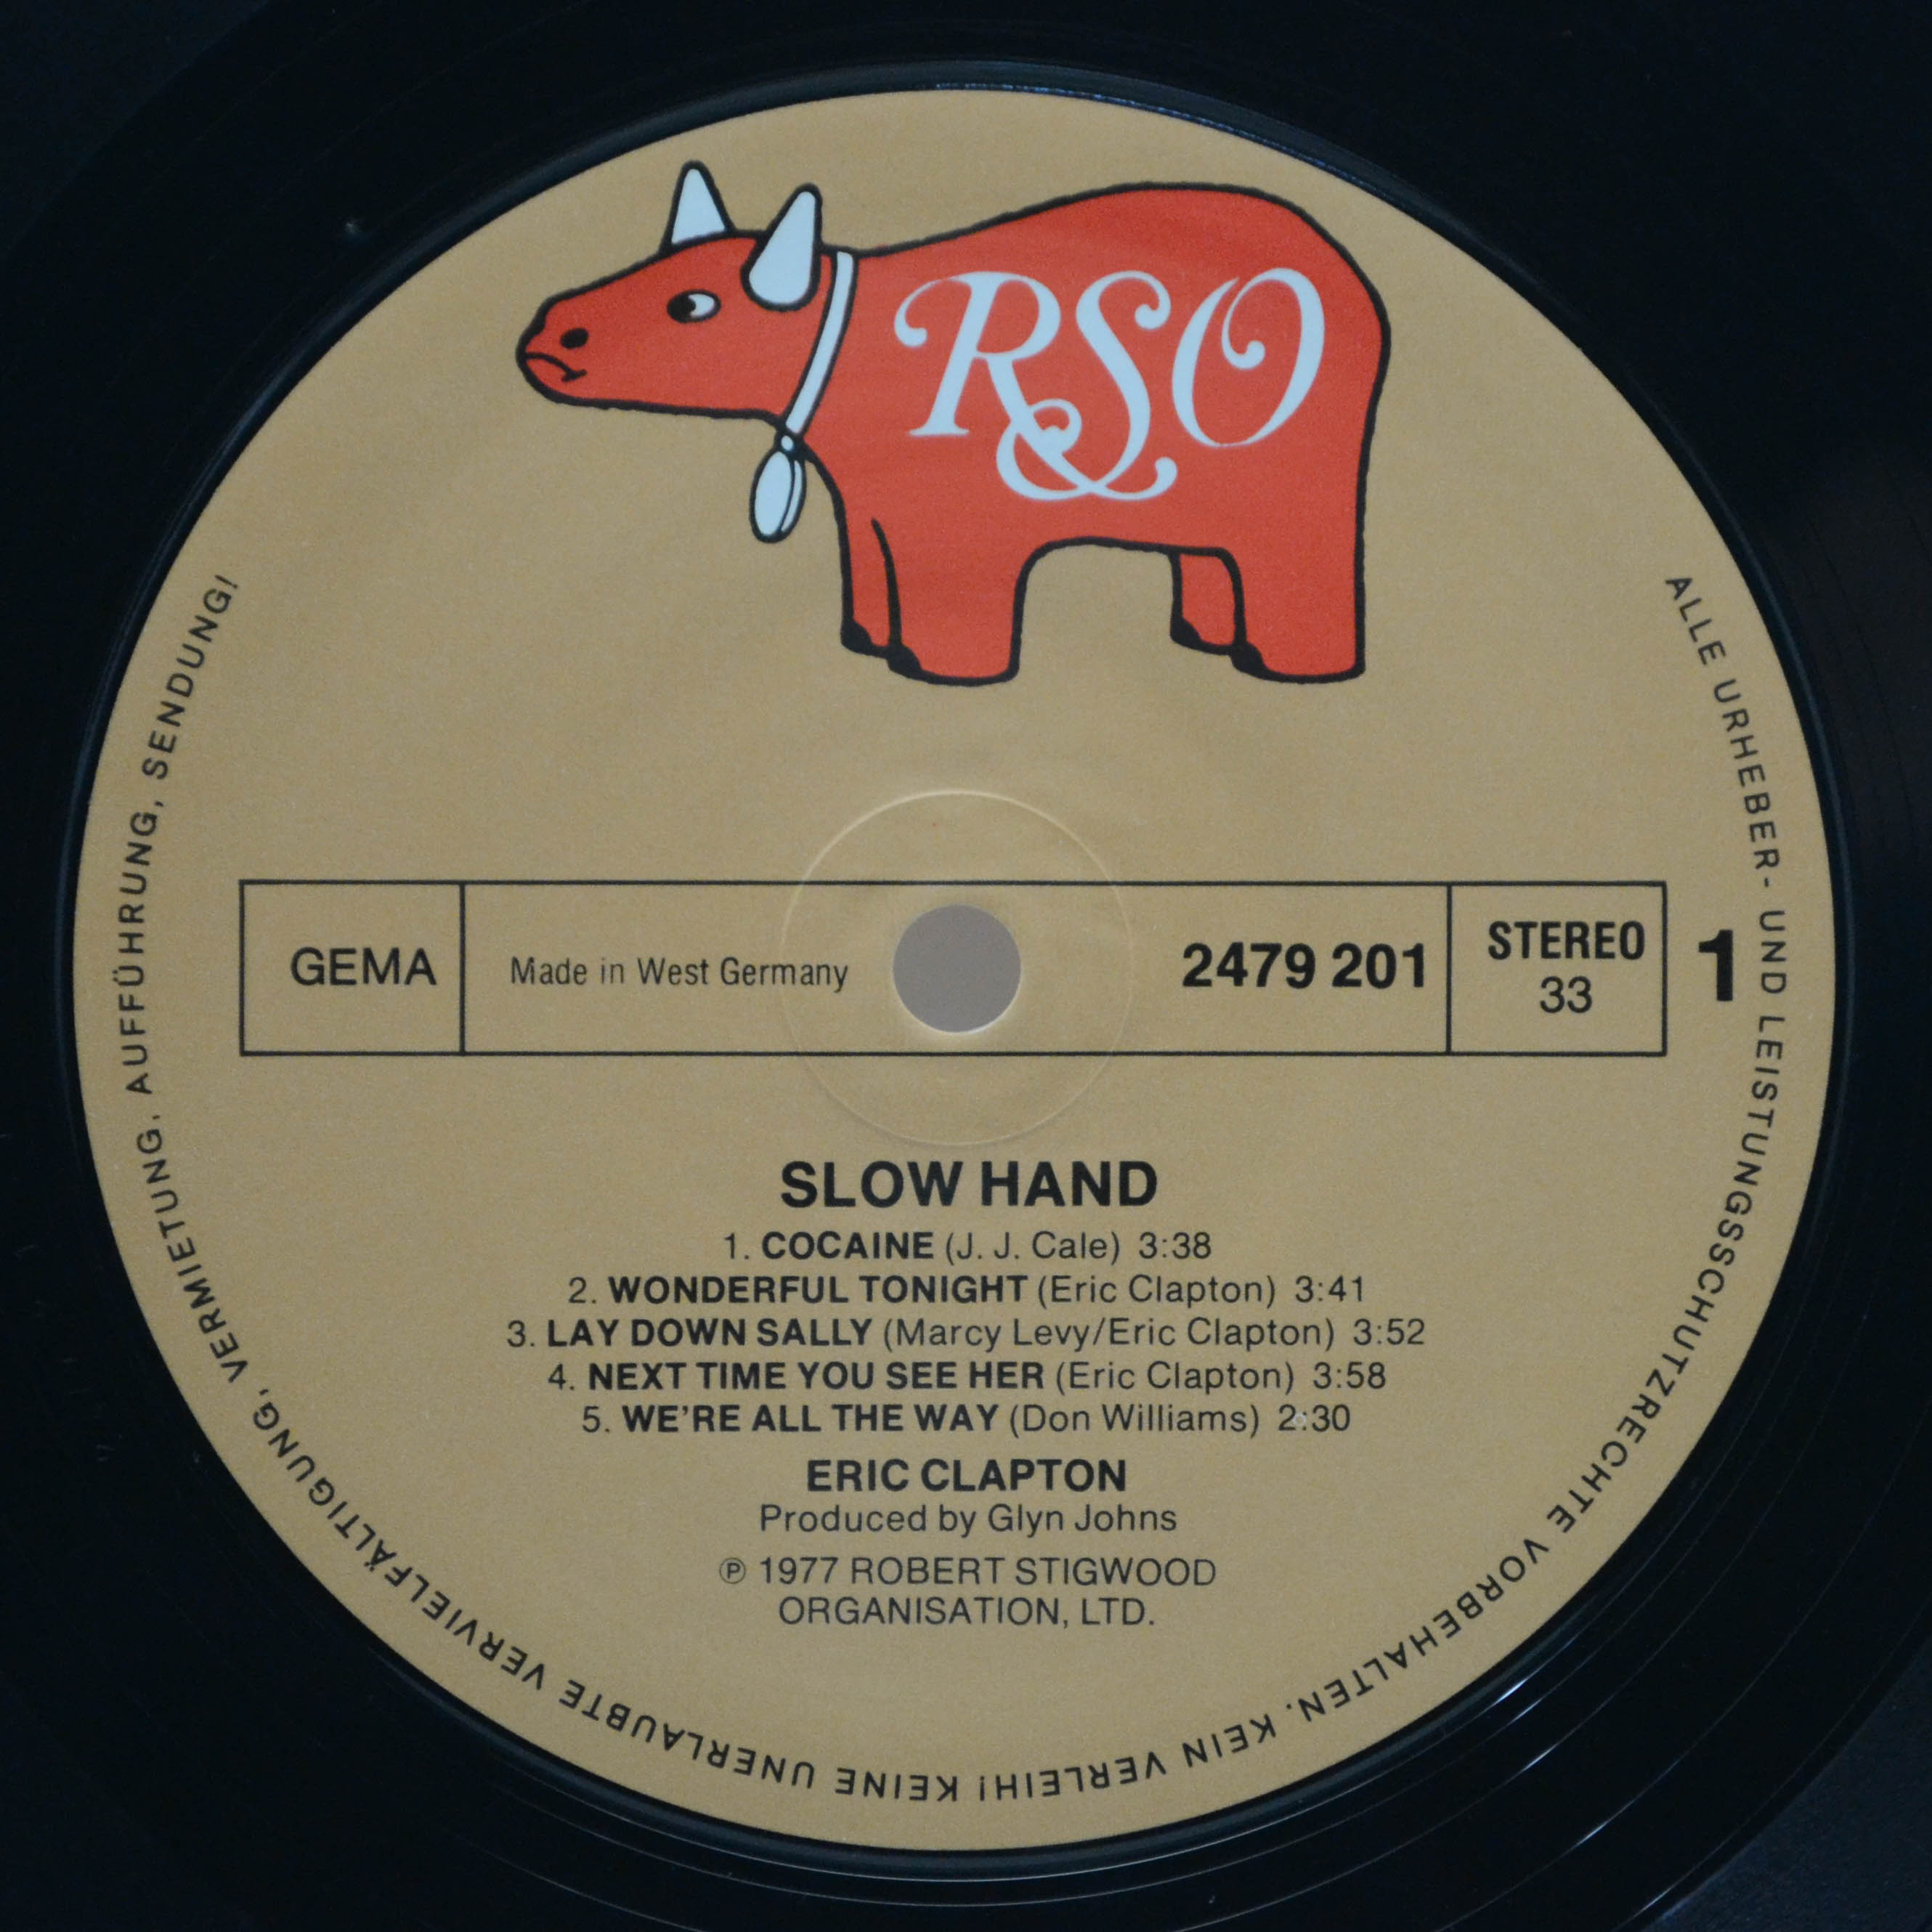 RSO
GEMA
Made in West Germany
2479 201
STEREO
33
1
SLOW HAND
1. COCAINE (J. J. Cale) 3:38
2. WONDERFUL TONIGHT (Eric Clapton) 3:41
3. LAY DOWN SALLY (Marcy Levy/Eric Clapton) 3:52
4. NEXT TIME YOU SEE HER (Eric Clapton) 3:58
5. WE'RE ALL THE WAY (Don Williams) 2:30
ERIC CLAPTON
Produced by Glyn Johns
℗ 1977 ROBERT STIGWOOD
ORGANISATION, LTD.
ALLE URHEBER- UND LEISTUNGSSCHUTZRECHTE VORBEHALTEN. KEIN VERLEIH! KEINE UNERLAUBTE VERVIELFÄLTIGUNG, VERMIETUNG. AUFFÜHRUNG, SENDUNG!